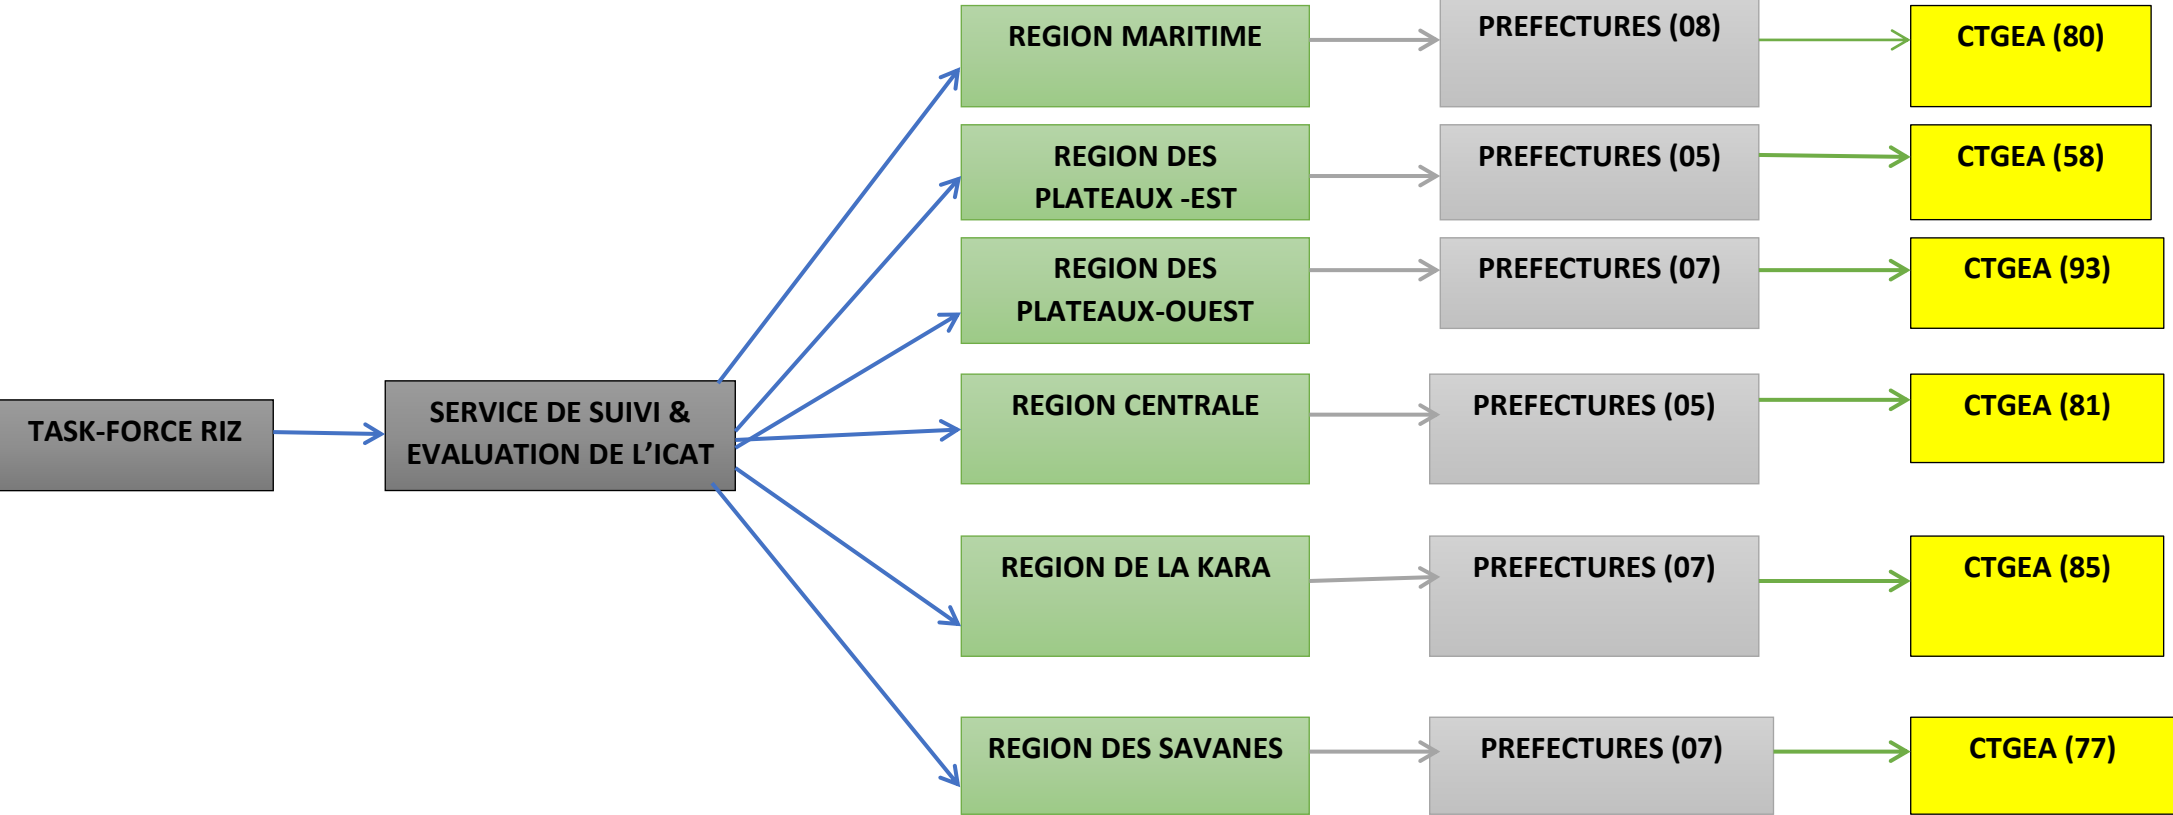 REGION MARITIME
PREFECTURES (08)
CTGEA (80)
REGION DES
PLATEAUX -EST
PREFECTURES (05)
CTGEA (58)
REGION DES
PLATEAUX-OUEST
PREFECTURES (07)
CTGEA (93)
TASK-FORCE RIZ
SERVICE DE SUIVI &
EVALUATION DE L’ICAT
REGION CENTRALE
PREFECTURES (05)
CTGEA (81)
REGION DE LA KARA
PREFECTURES (07)
CTGEA (85)
REGION DES SAVANES
PREFECTURES (07)
CTGEA (77)